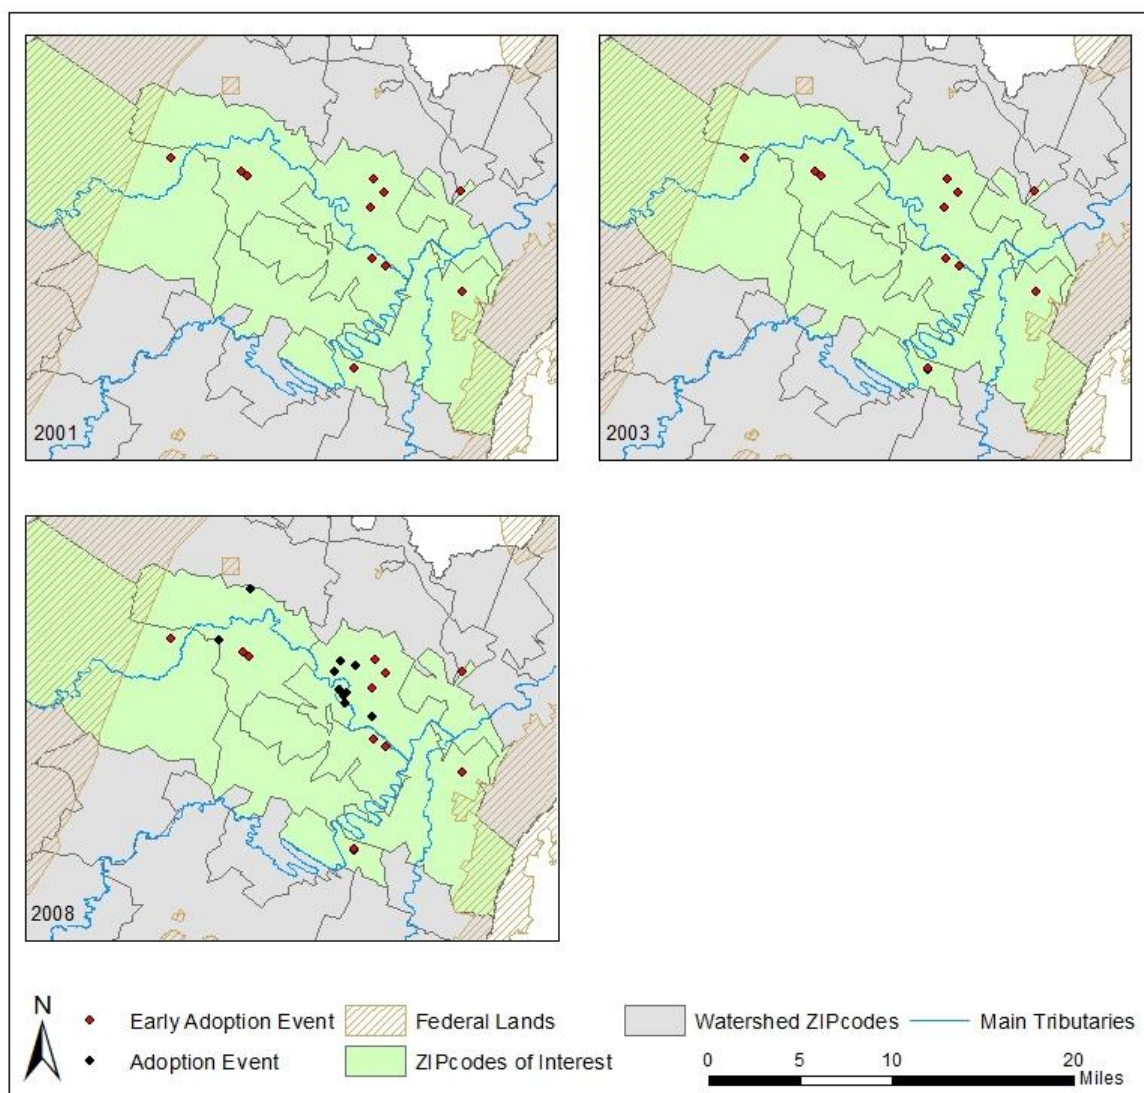 2001
2003
2008
N
Early Adoption Event
Federal Lands
Watershed ZIPcodes
Main Tributaries
Adoption Event
ZIPcodes of Interest
0 5 10 20
Miles